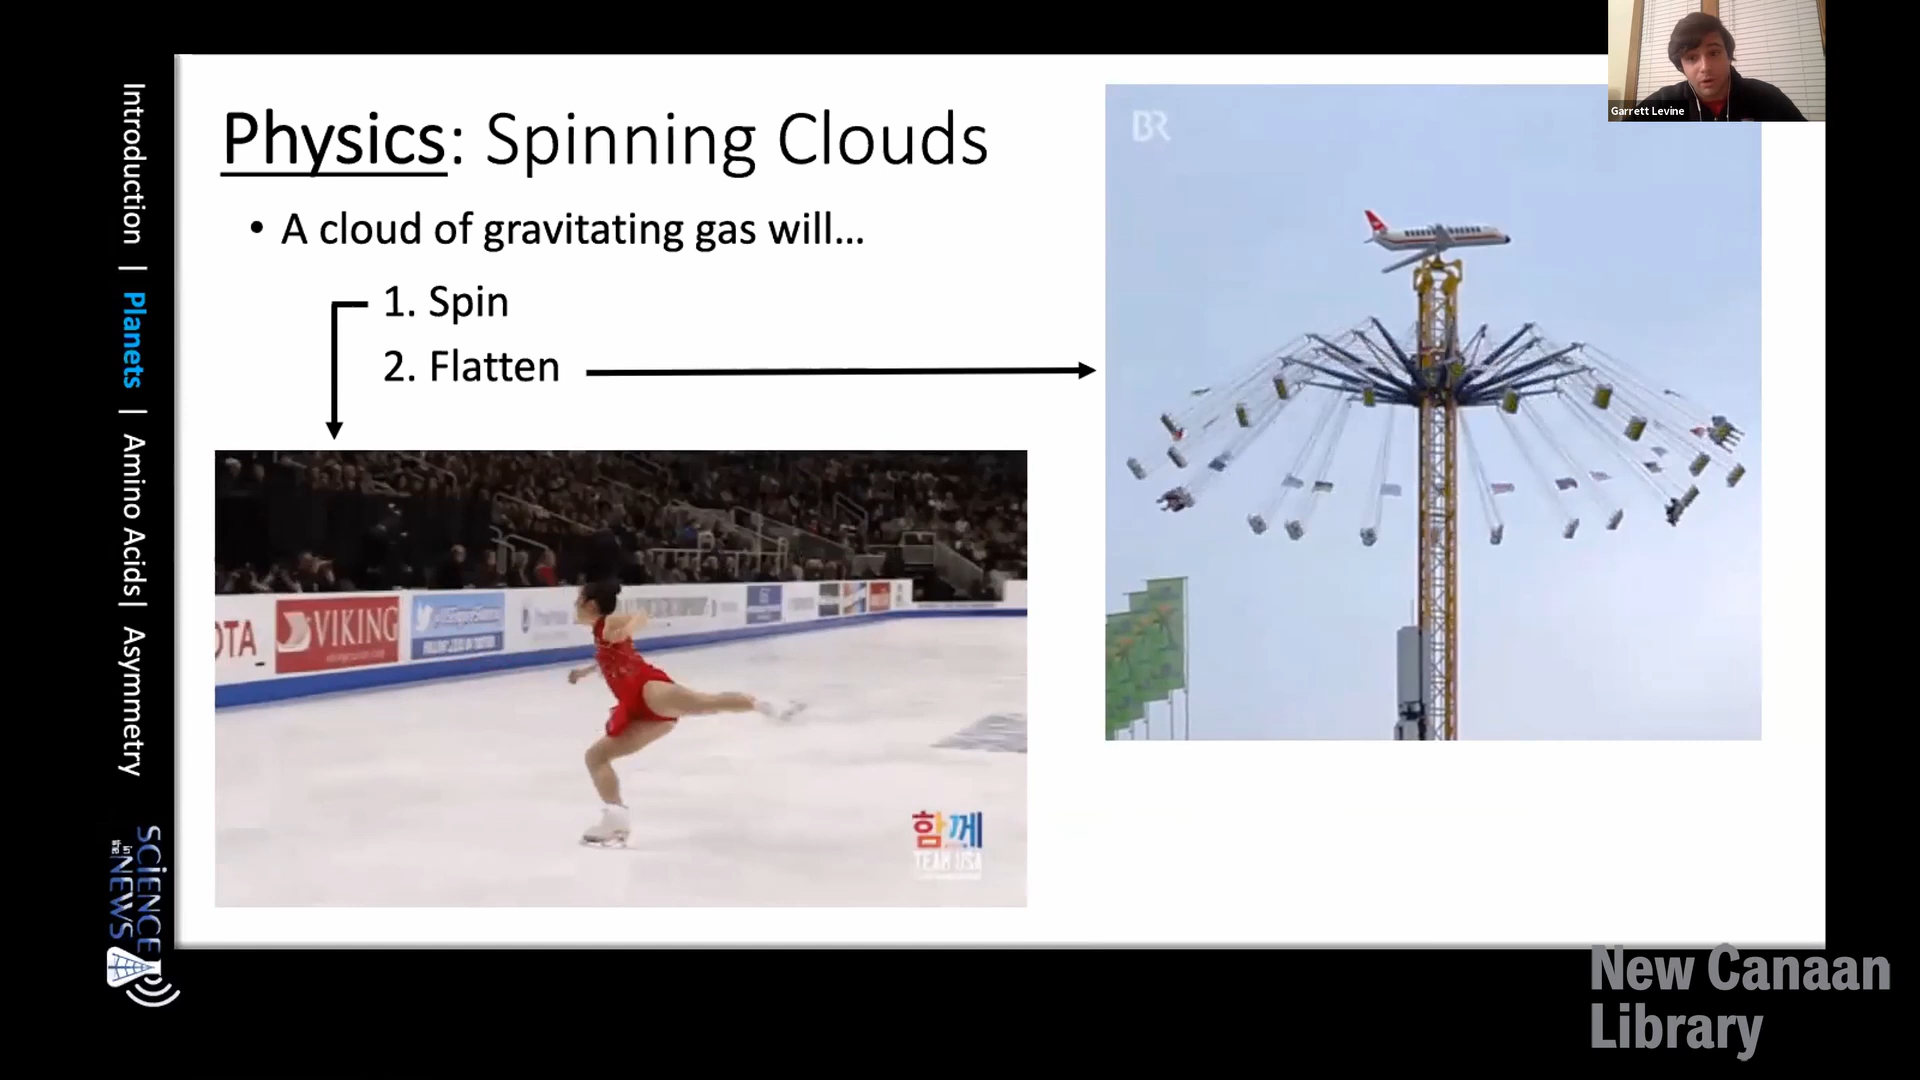 Introduction | Planets | Amino Acids | Asymmetry
SCiENCE
in the
NEWS
Physics: Spinning Clouds
• A cloud of gravitating gas will...
1. Spin
2. Flatten
BR
Garrett Levine
OTA
VIKING
함께
TEAM USA
New Canaan
Library